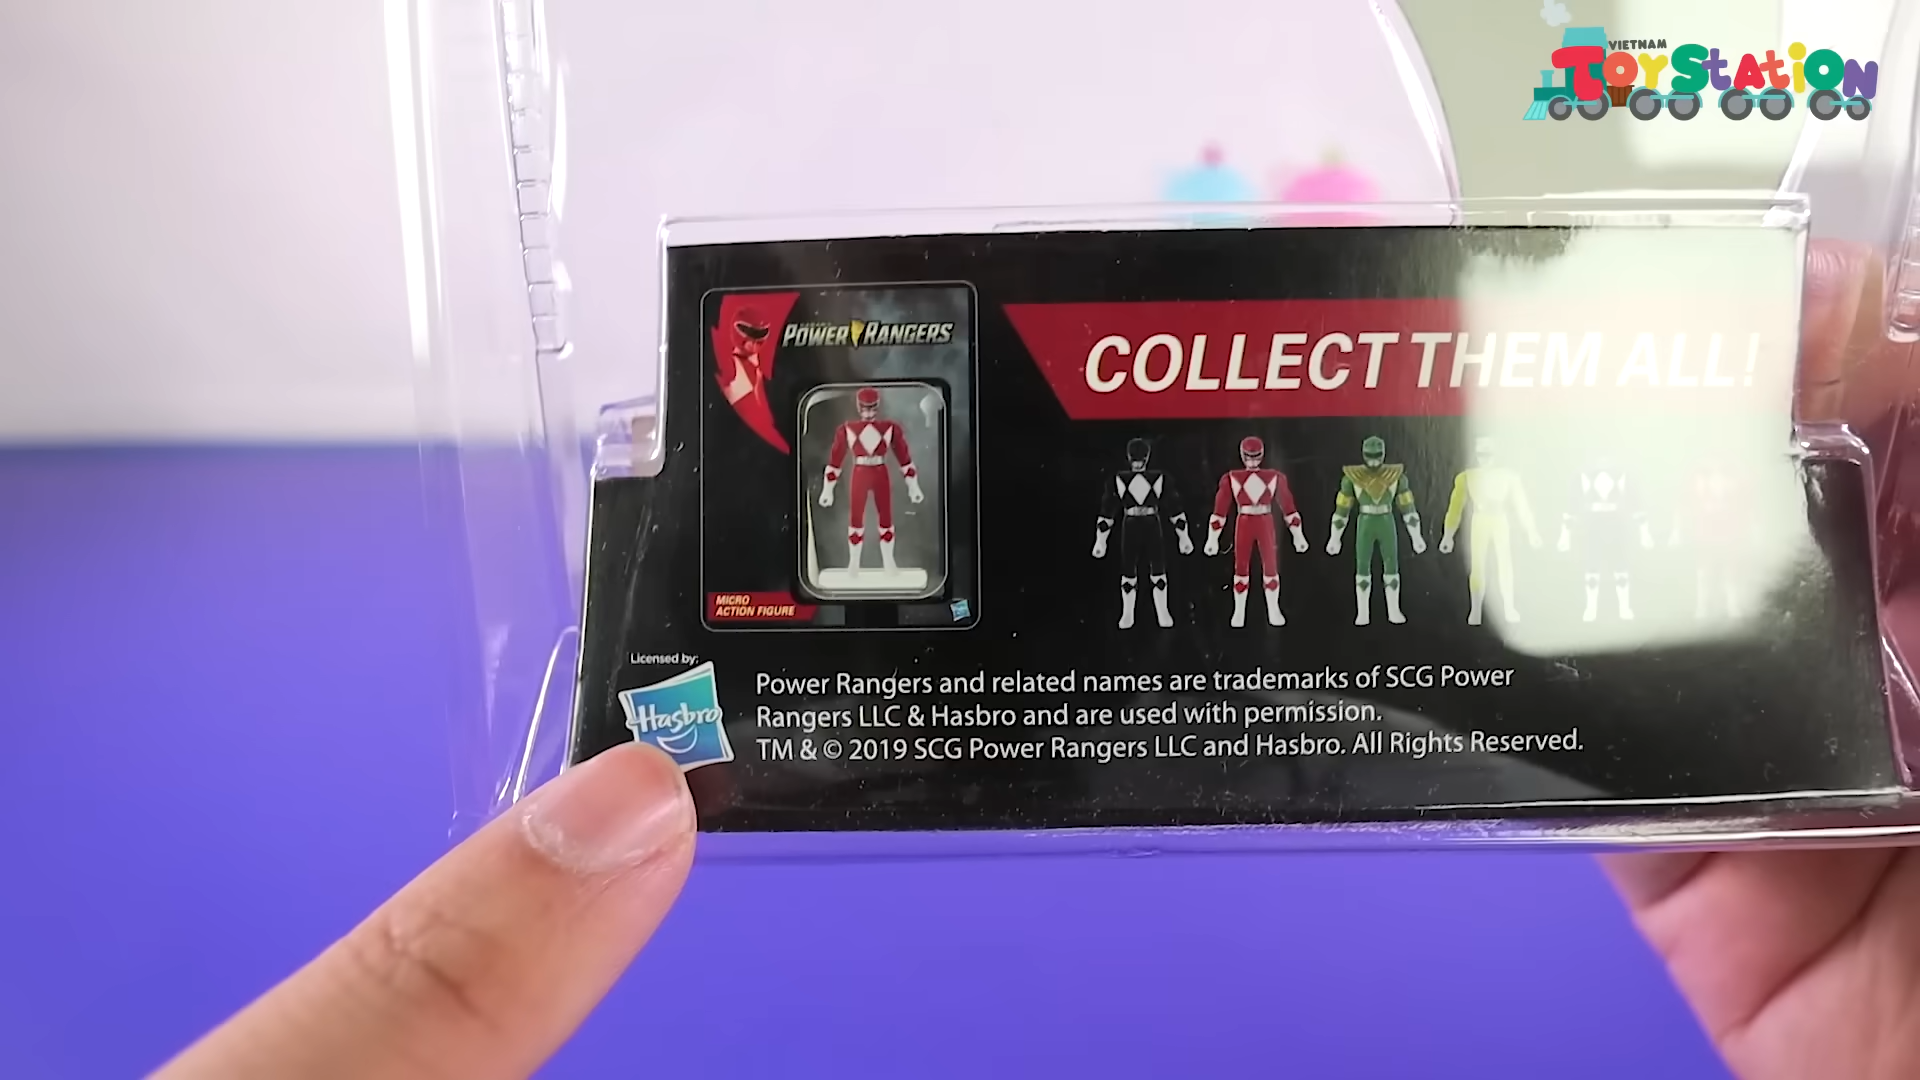 VIETNAM
TOYSTATION
POWER RANGERS
COLLECT THEM ALL!
MICRO
ACTION FIGURE
Licensed by:
Hasbro
Power Rangers and related names are trademarks of SCG Power
Rangers LLC & Hasbro and are used with permission.
TM & © 2019 SCG Power Rangers LLC and Hasbro. All Rights Reserved.